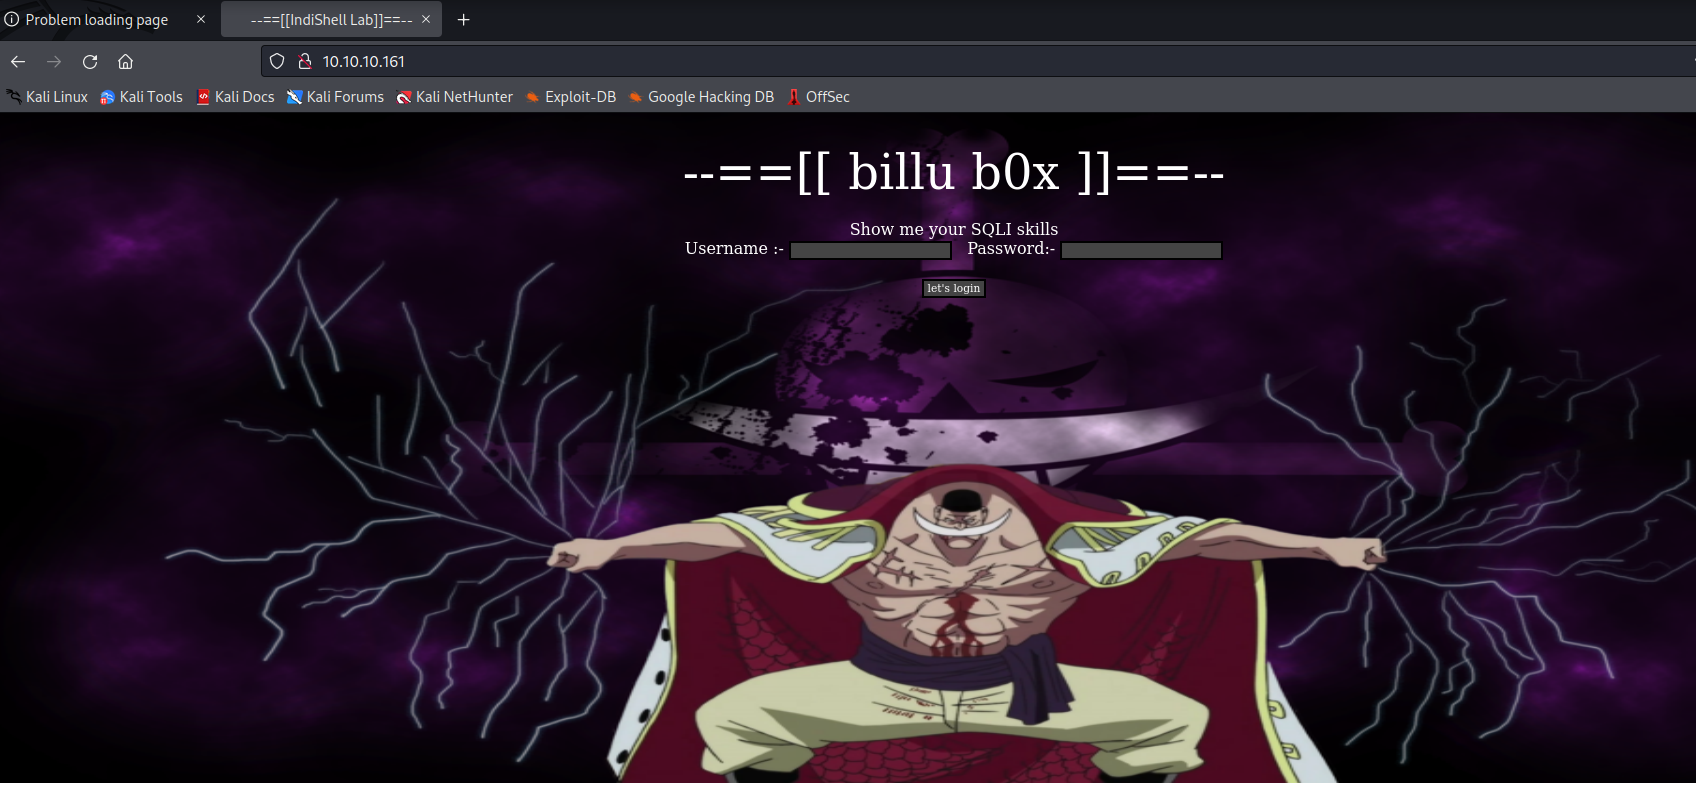 Problem loading page
--==[[IndiShell Lab]]==--
10.10.10.161
Kali Linux Kali Tools Kali Docs Kali Forums Kali NetHunter Exploit-DB Google Hacking DB OffSec
--==[[ billu b0x ]]==--
Show me your SQLI skills
Username :- Password:-
let's login